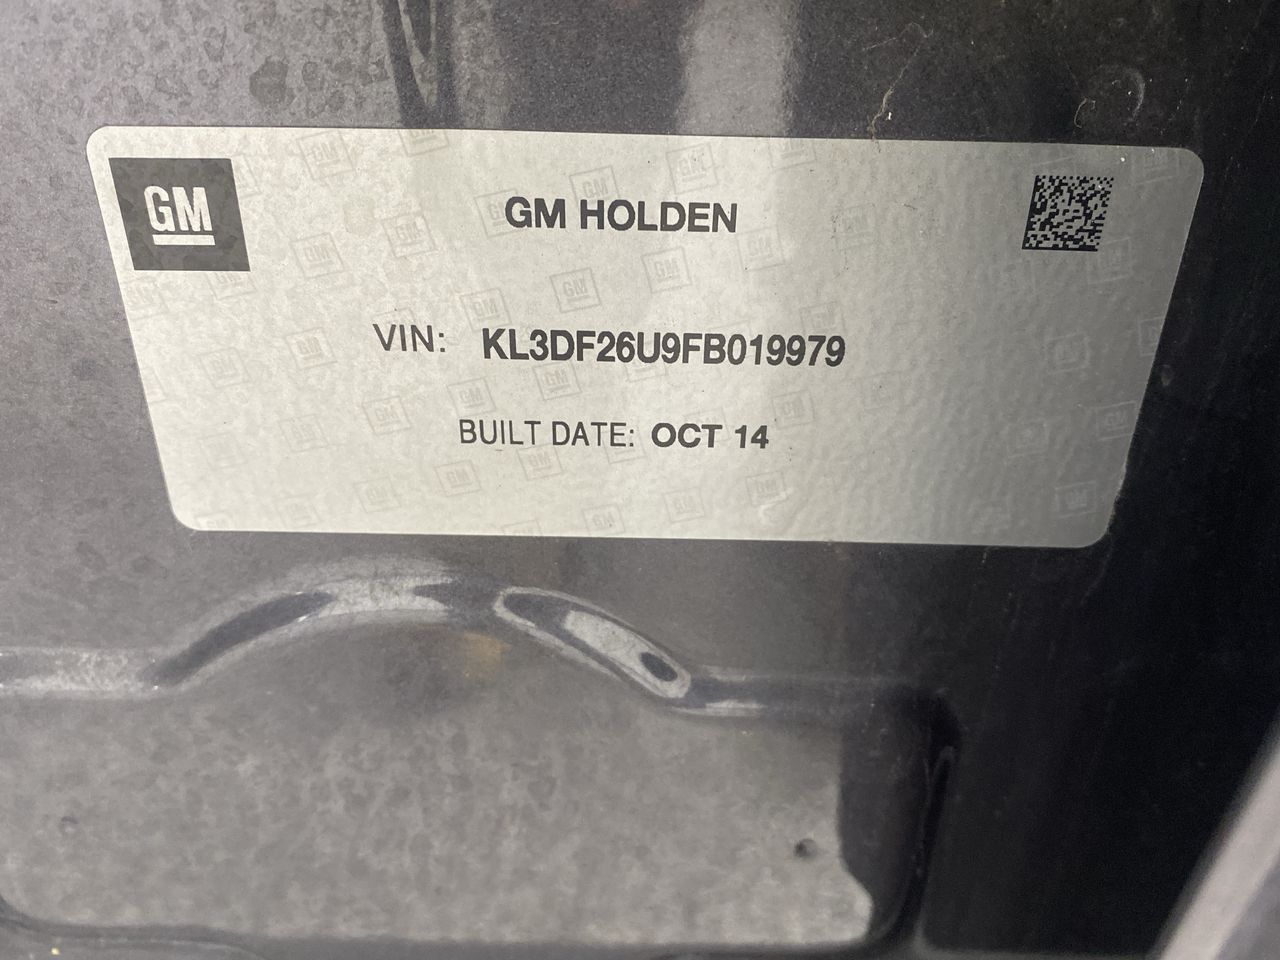 GM
GM HOLDEN
VIN: KL3DF26U9FB019979
BUILT DATE: OCT 14